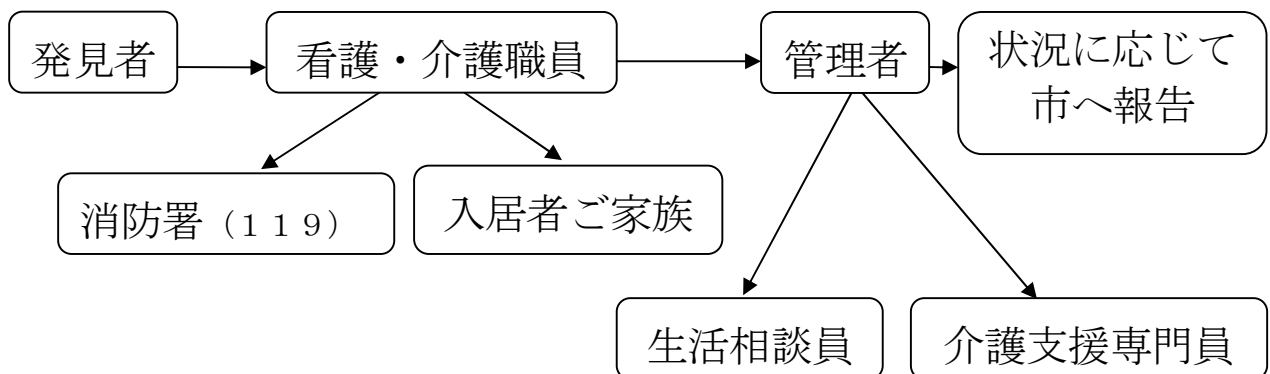 発見者
看護・介護職員
管理者
状況に応じて
市へ報告
消防署（１１９）
入居者ご家族
生活相談員
介護支援専門員